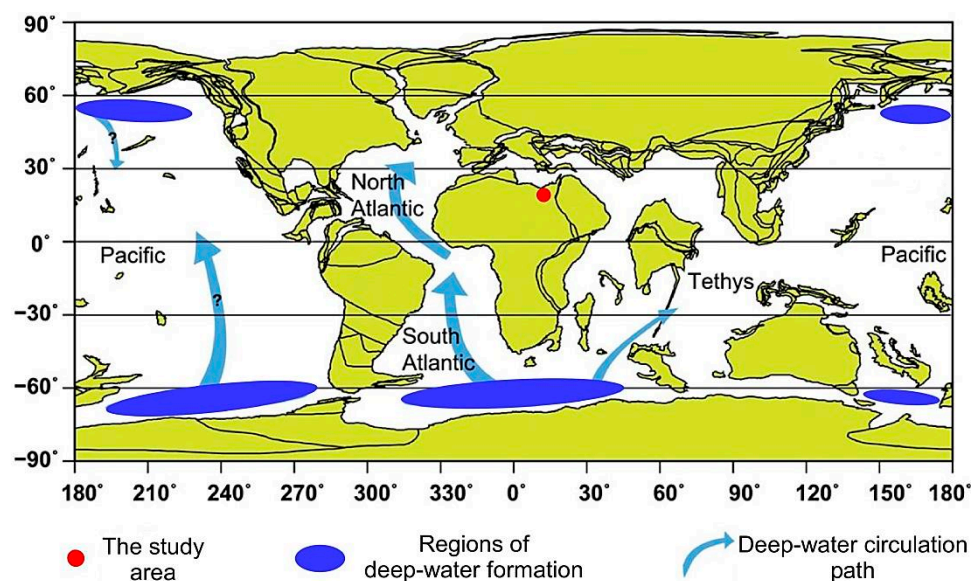 90°
60°
?
30°
North
Atlantic
0°
Pacific
Pacific
Tethys
?
−30°
South
Atlantic
−60°
−90°
180° 210° 240° 270° 300° 330° 0° 30° 60° 90° 120° 150° 180°
The study
area
Regions of
deep-water formation
Deep-water circulation
path